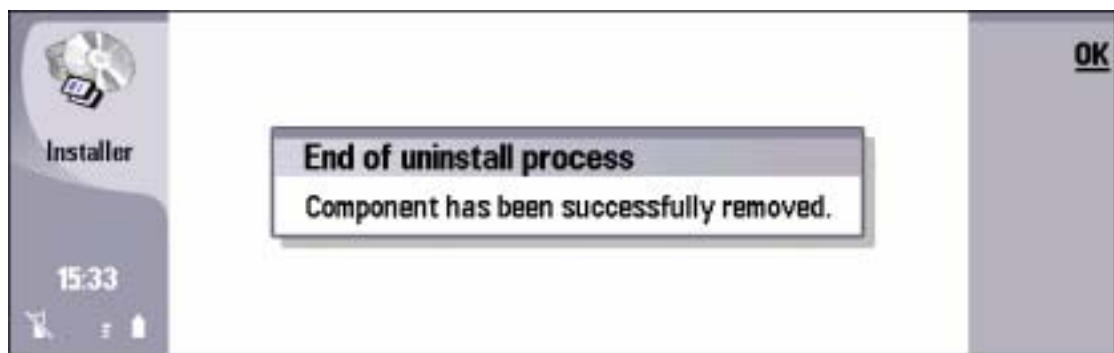 Installer
15:33
End of uninstall process
Component has been successfully removed.
OK